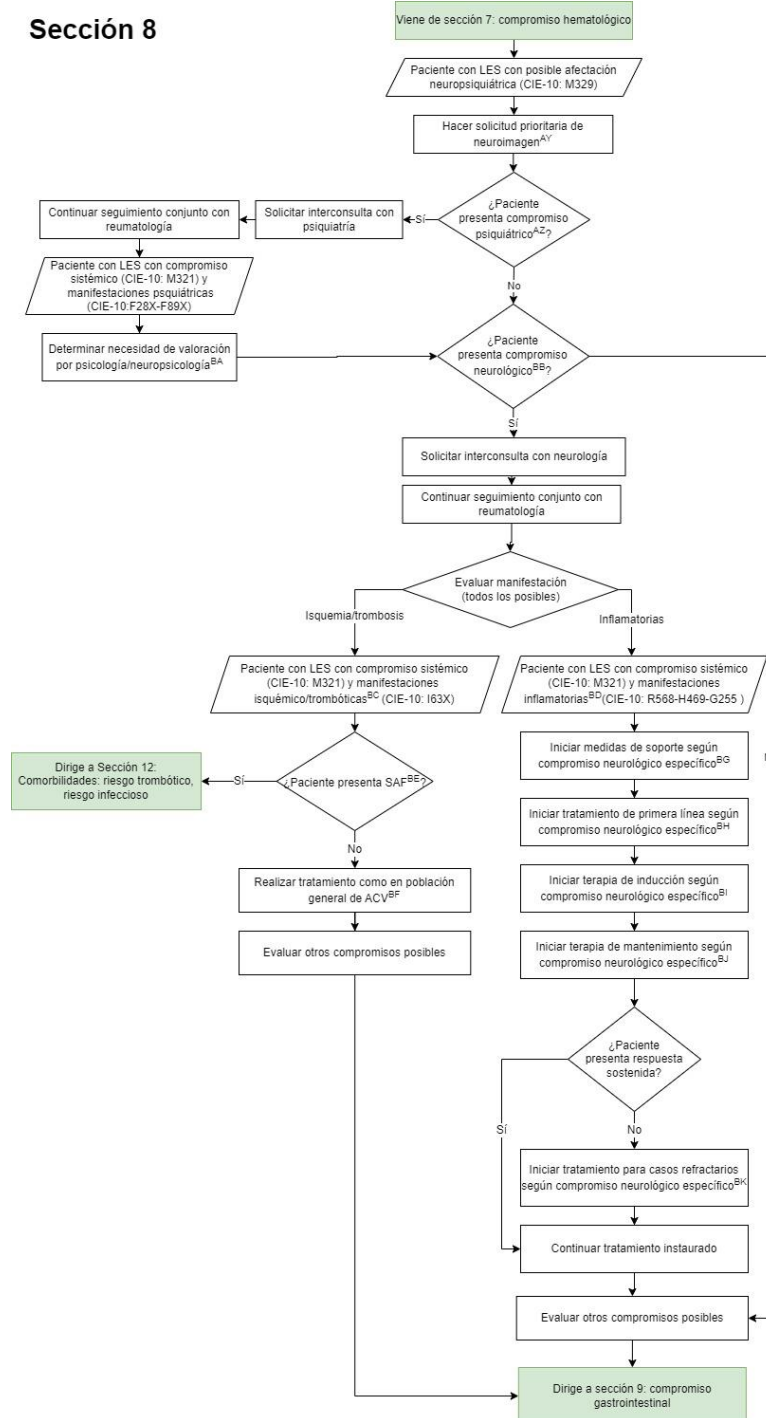 Sección 8
Viene de sección 7: compromiso hematológico
Paciente con LES con posible afectación
neuropsiquiátrica (CIE-10: M329)
Hacer solicitud prioritaria de
neuroimagenAY
¿Paciente
presenta compromiso
psiquiátricoAZ?
Sí
Solicitar interconsulta con
psiquiatría
Continuar seguimiento conjunto con
reumatología
Paciente con LES con compromiso
sistémico (CIE-10: M321) y
manifestaciones psquiátricas
(CIE-10:F28X-F89X)
Determinar necesidad de valoración
por psicología/neuropsicologíaBA
No
¿Paciente
presenta compromiso
neurológicoBB?
Sí
Solicitar interconsulta con neurología
Continuar seguimiento conjunto con
reumatología
Evaluar manifestación
(todos los posibles)
Isquemia/trombosis
Inflamatorias
Paciente con LES con compromiso sistémico
(CIE-10: M321) y manifestaciones
isquémico/trombóticasBC (CIE-10: I63X)
Paciente con LES con compromiso sistémico
(CIE-10: M321) y manifestaciones
inflamatoriasBD(CIE-10: R568-H469-G255 )
¿Paciente presenta SAFBE?
Sí
Dirige a Sección 12:
Comorbilidades: riesgo trombótico,
riesgo infeccioso
No
Realizar tratamiento como en población
general de ACVBF
Evaluar otros compromisos posibles
Iniciar medidas de soporte según
compromiso neurológico específicoBG
Iniciar tratamiento de primera línea según
compromiso neurológico específicoBH
Iniciar terapia de inducción según
compromiso neurológico específicoBI
Iniciar terapia de mantenimiento según
compromiso neurológico específicoBJ
¿Paciente
presenta respuesta
sostenida?
Sí
No
Iniciar tratamiento para casos refractarios
según compromiso neurológico específicoBK
Continuar tratamiento instaurado
Evaluar otros compromisos posibles
Dirige a sección 9: compromiso
gastrointestinal